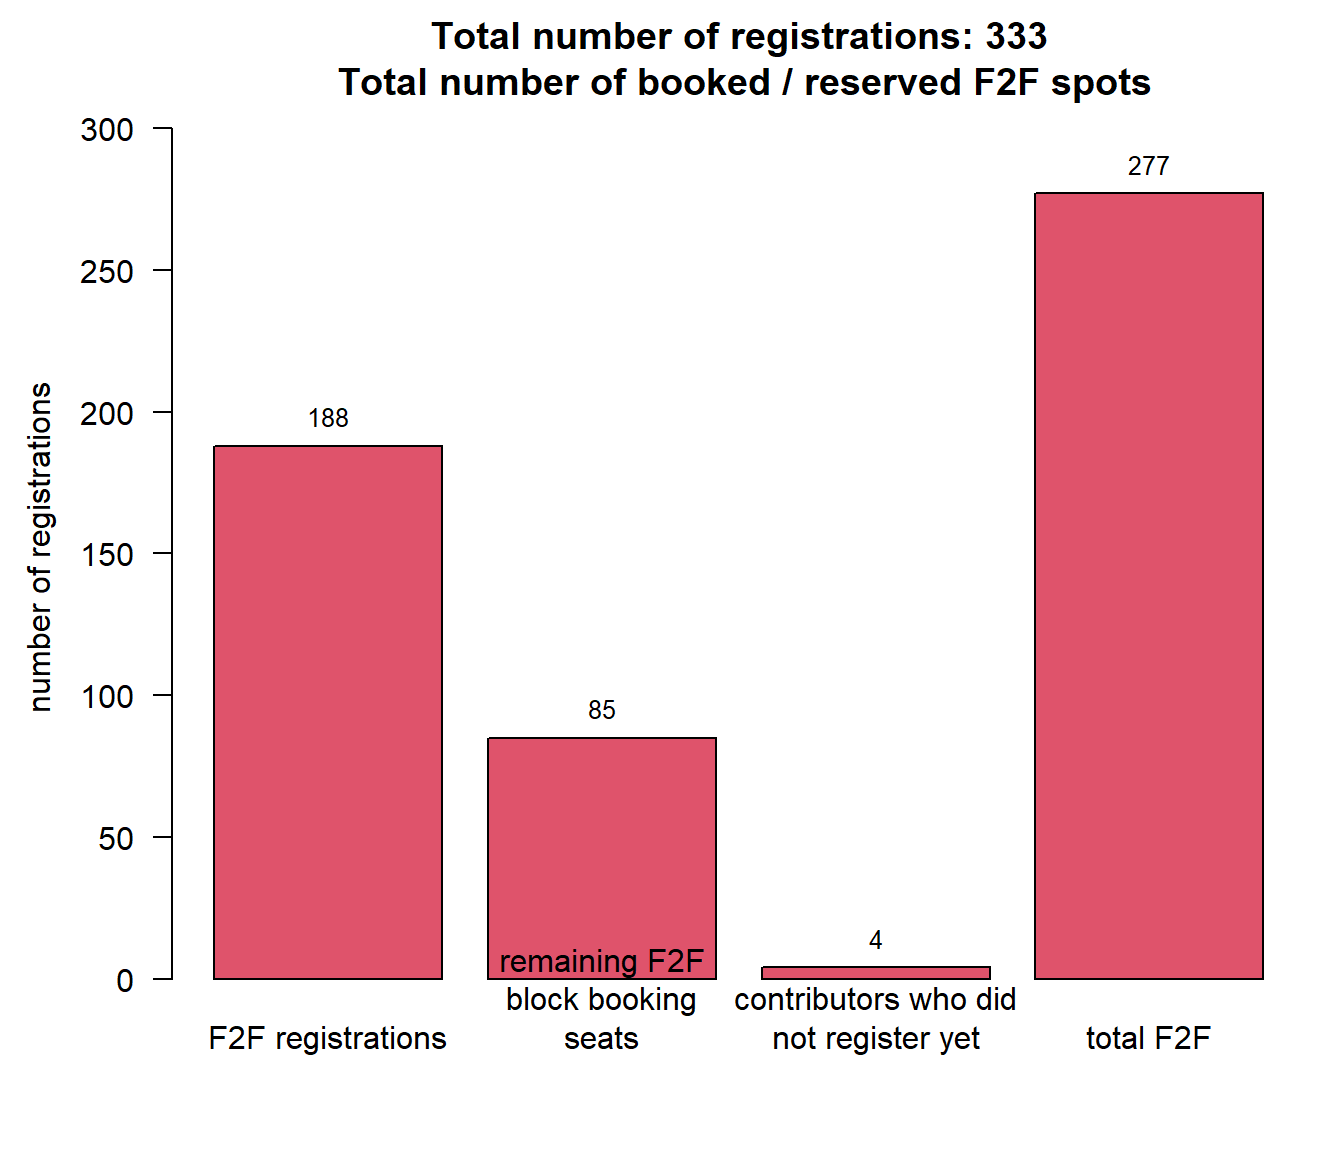 Total number of registrations: 333
Total number of booked / reserved F2F spots
number of registrations
300
250
200
150
100
50
0
188
85
4
277
F2F registrations
remaining F2F
block booking
seats
contributors who did
not register yet
total F2F